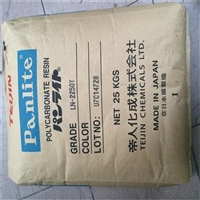 TEIJIN
Panlite
POLYCARBONATE RESIN
パンライト
GRADE LN-2250Y
COLOR
LOT NO: U7C1472B
NET 25 KGS
帝人化成株式会社
TEIJIN CHEMICALS LTD.
MADE IN JAPAN